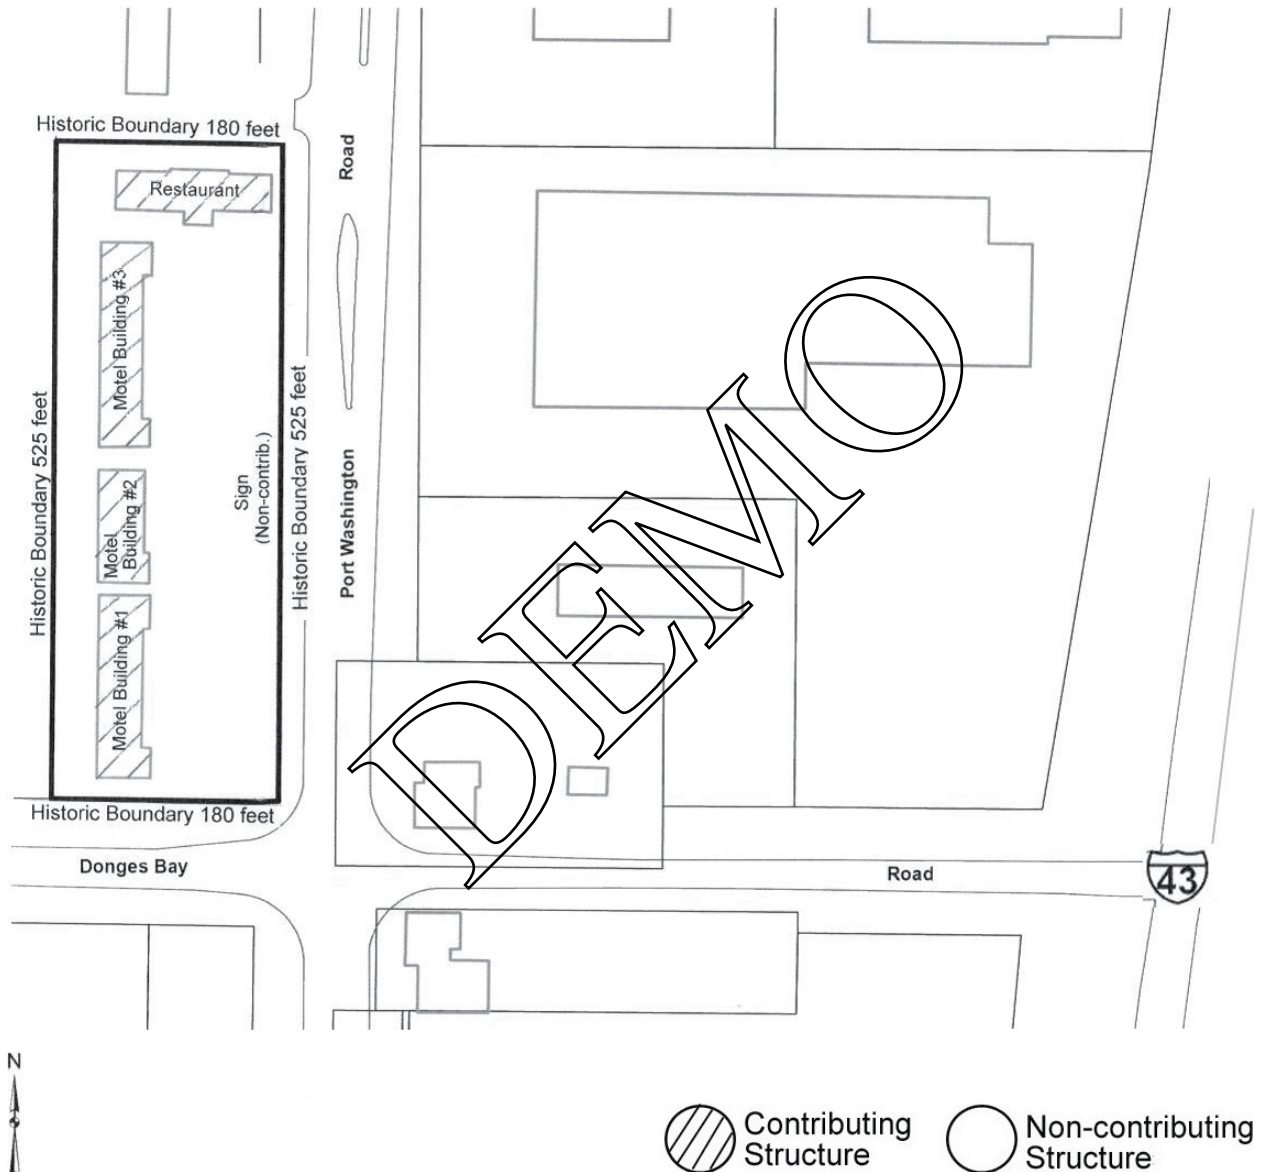 Historic Boundary 180 feet
Restaurant
Road
Motel Building #3
Historic Boundary 525 feet
Sign
(Non-contrib.)
Historic Boundary 525 feet
Port Washington
Motel
Building #2
Motel Building #1
DEMO
Historic Boundary 180 feet
Donges Bay
Road
43
N
Contributing
Structure
Non-contributing
Structure